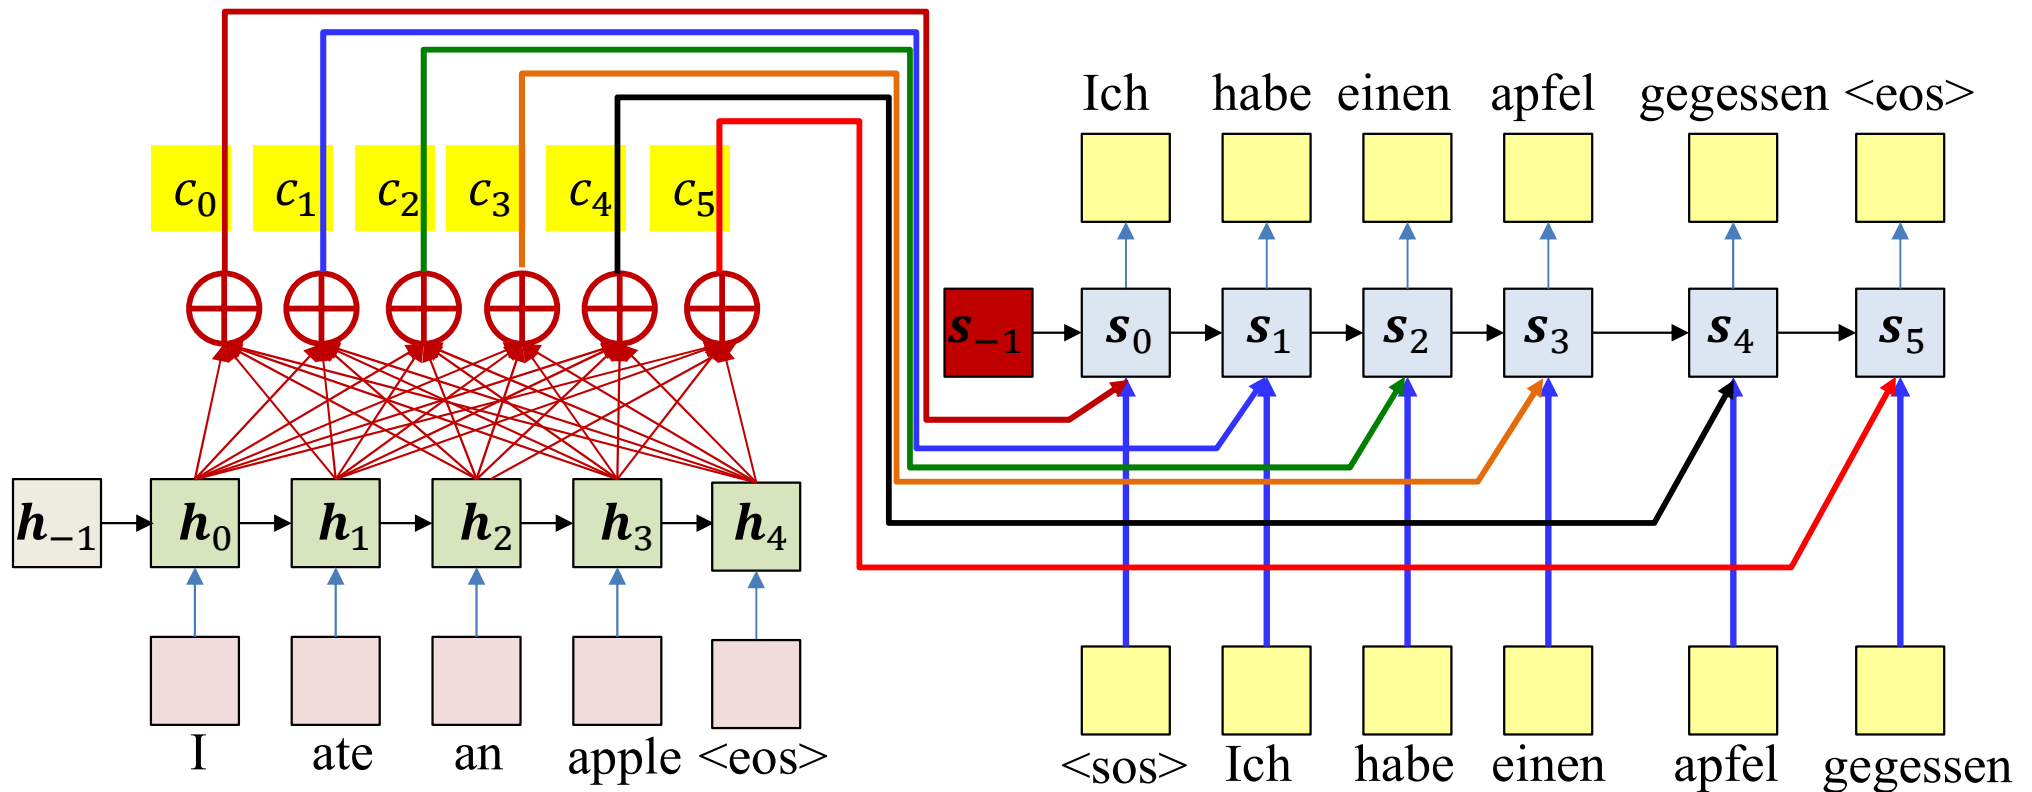 Ich habe einen apfel gegessen <eos>
c₀ c₁ c₂ c₃ c₄ c₅
s₋₁ s₀ s₁ s₂ s₃ s₄ s₅
h₋₁ h₀ h₁ h₂ h₃ h₄
I ate an apple <eos>
<sos> Ich habe einen apfel gegessen